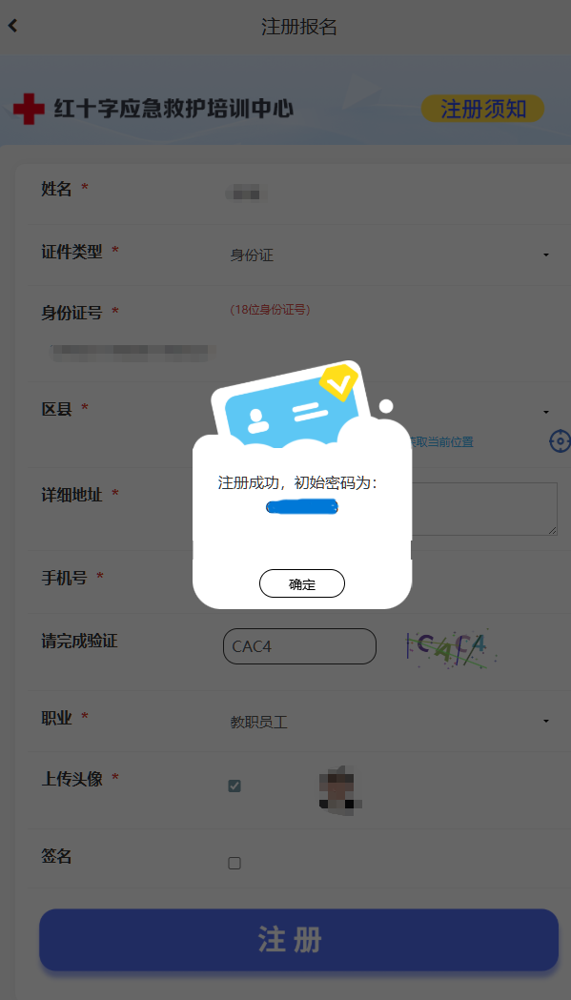 注册报名
红十字应急救护培训中心 注册须知
姓名 *
证件类型 * 身份证
身份证号 * (18位身份证号)
区县 *
取当前位置
详细地址 *
注册成功，初始密码为：
确定
手机号 *
请完成验证 CAC4 CAC4
职业 * 教职员工
上传头像 *
签名
注 册